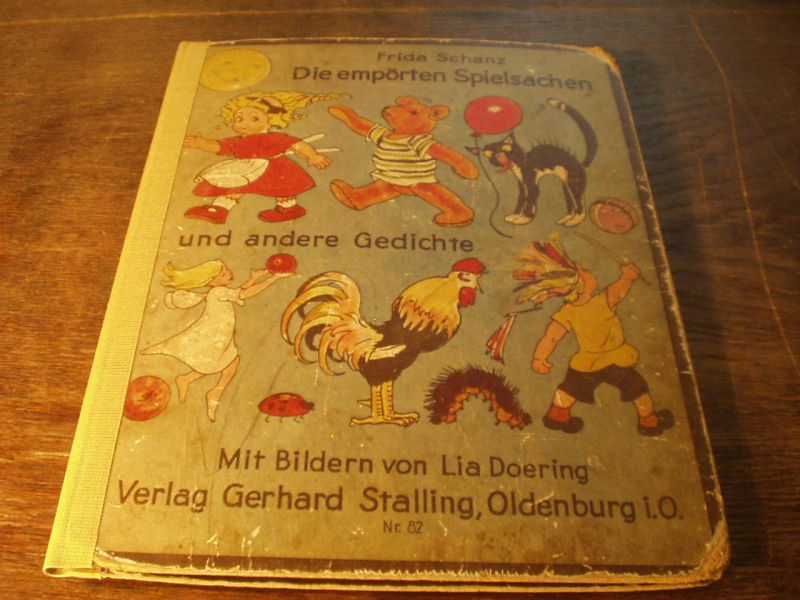 Frida Schanz
Die empörten Spielsachen
und andere Gedichte
Mit Bildern von Lia Doering
Verlag Gerhard Stalling, Oldenburg i.O.
Nr. 82